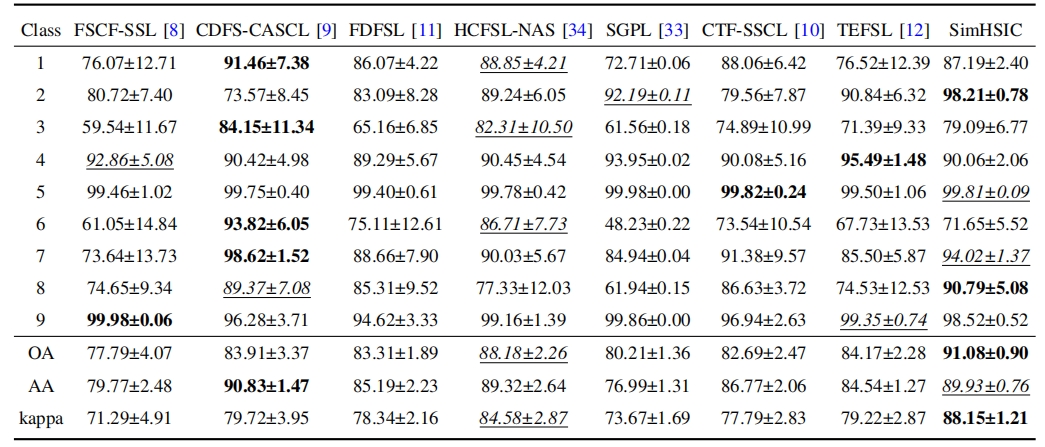 Class FSCF-SSL [8] CDFS-CASCL [9] FDFSL [11] HCFSL-NAS [34] SGPL [33] CTF-SSCL [10] TEFSL [12] SimHSIC
1 76.07±12.71 91.46±7.38 86.07±4.22 88.85±4.21 72.71±0.06 88.06±6.42 76.52±12.39 87.19±2.40
2 80.72±7.40 73.57±8.45 83.09±8.28 89.24±6.05 92.19±0.11 79.56±7.87 90.84±6.32 98.21±0.78
3 59.54±11.67 84.15±11.34 65.16±6.85 82.31±10.50 61.56±0.18 74.89±10.99 71.39±9.33 79.09±6.77
4 92.86±5.08 90.42±4.98 89.29±5.67 90.45±4.54 93.95±0.02 90.08±5.16 95.49±1.48 90.06±2.06
5 99.46±1.02 99.75±0.40 99.40±0.61 99.78±0.42 99.98±0.00 99.82±0.24 99.50±1.06 99.81±0.09
6 61.05±14.84 93.82±6.05 75.11±12.61 86.71±7.73 48.23±0.22 73.54±10.54 67.73±13.53 71.65±5.52
7 73.64±13.73 98.62±1.52 88.66±7.90 90.03±5.67 84.94±0.04 91.38±9.57 85.50±5.87 94.02±1.37
8 74.65±9.34 89.37±7.08 85.31±9.52 77.33±12.03 61.94±0.15 86.63±3.72 74.53±12.53 90.79±5.08
9 99.98±0.06 96.28±3.71 94.62±3.33 99.16±1.39 99.86±0.00 96.94±2.63 99.35±0.74 98.52±0.52
OA 77.79±4.07 83.91±3.37 83.31±1.89 88.18±2.26 80.21±1.36 82.69±2.47 84.17±2.28 91.08±0.90
AA 79.77±2.48 90.83±1.47 85.19±2.23 89.32±2.64 76.99±1.31 86.77±2.06 84.54±1.27 89.93±0.76
kappa 71.29±4.91 79.72±3.95 78.34±2.16 84.58±2.87 73.67±1.69 77.79±2.83 79.22±2.87 88.15±1.21